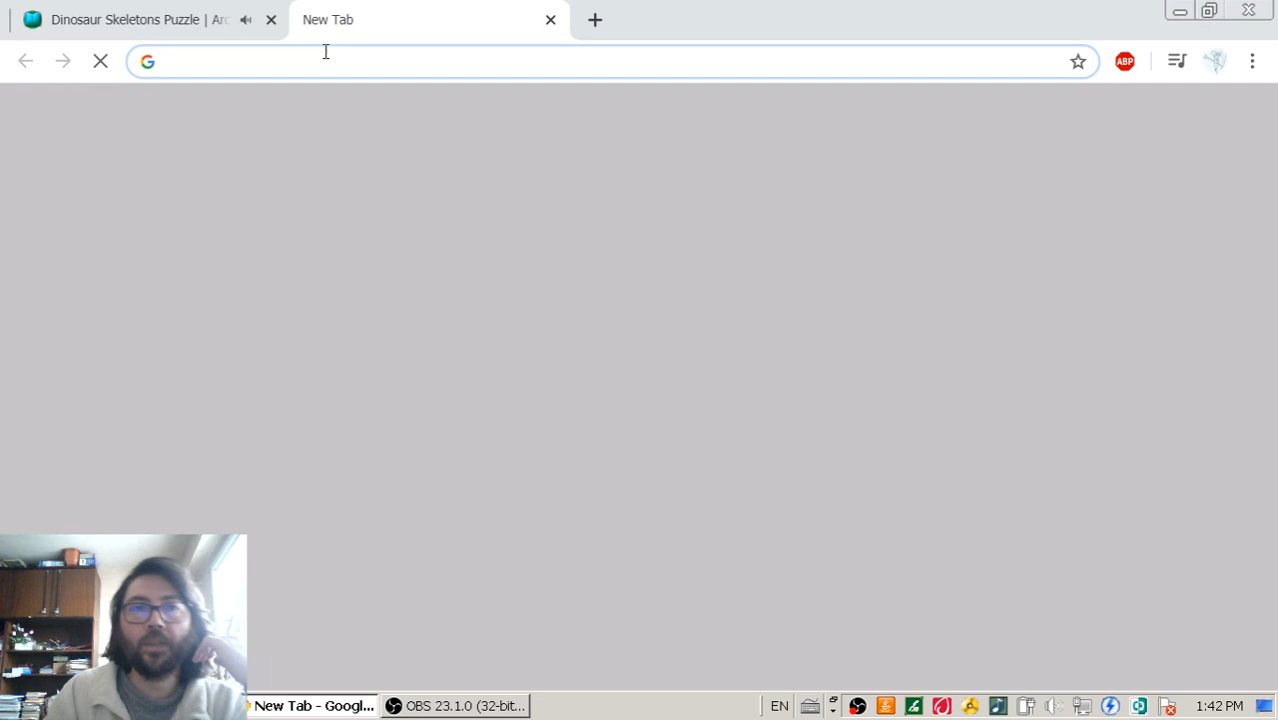 Dinosaur Skeletons Puzzle | Arc
New Tab
G
ABP
New Tab - Googl...
OBS 23.1.0 (32-bit...
EN
1:42 PM